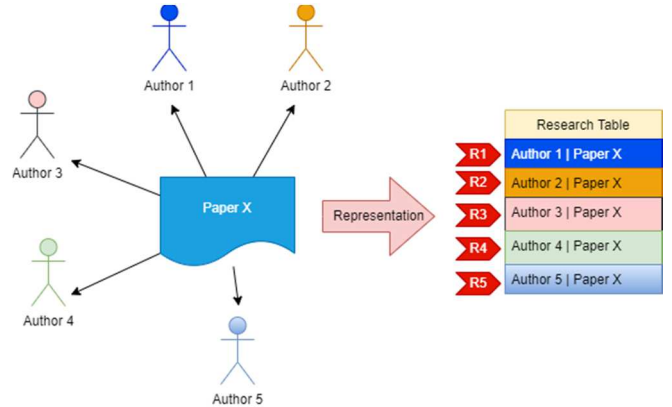 Author 1
Author 2
Author 3
Paper X
Author 4
Author 5
Representation
Research Table
R1 Author 1 | Paper X
R2 Author 2 | Paper X
R3 Author 3 | Paper X
R4 Author 4 | Paper X
R5 Author 5 | Paper X